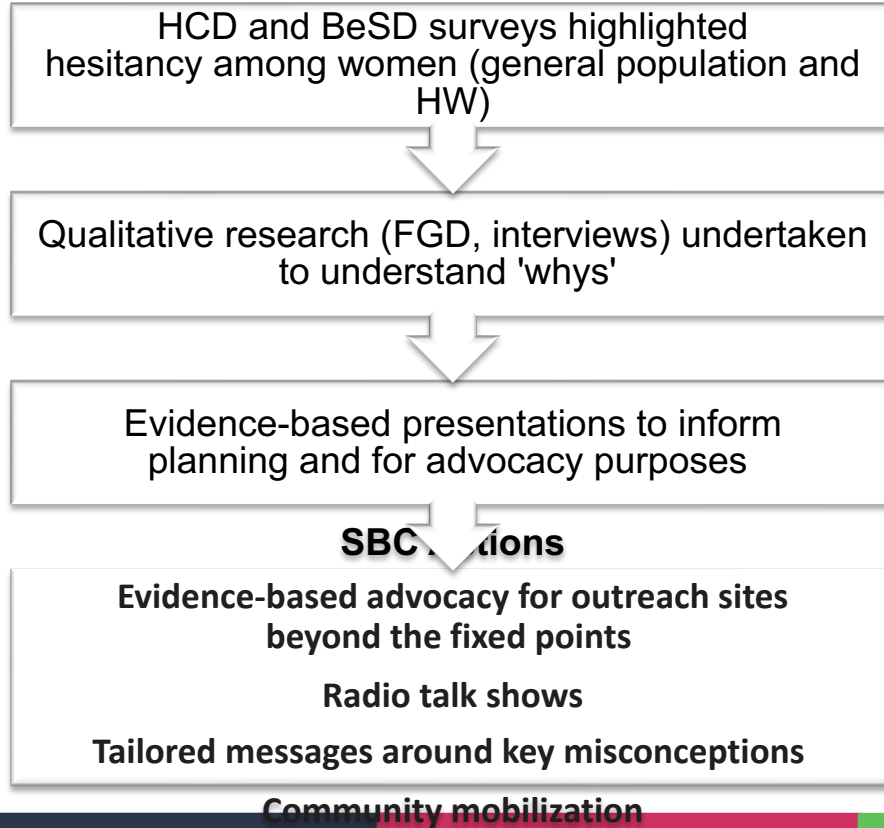 HCD and BeSD surveys highlighted
hesitancy among women (general population and
HW)
Qualitative research (FGD, interviews) undertaken
to understand 'whys'
Evidence-based presentations to inform
planning and for advocacy purposes
SBC Actions
Evidence-based advocacy for outreach sites
beyond the fixed points
Radio talk shows
Tailored messages around key misconceptions
Community mobilization